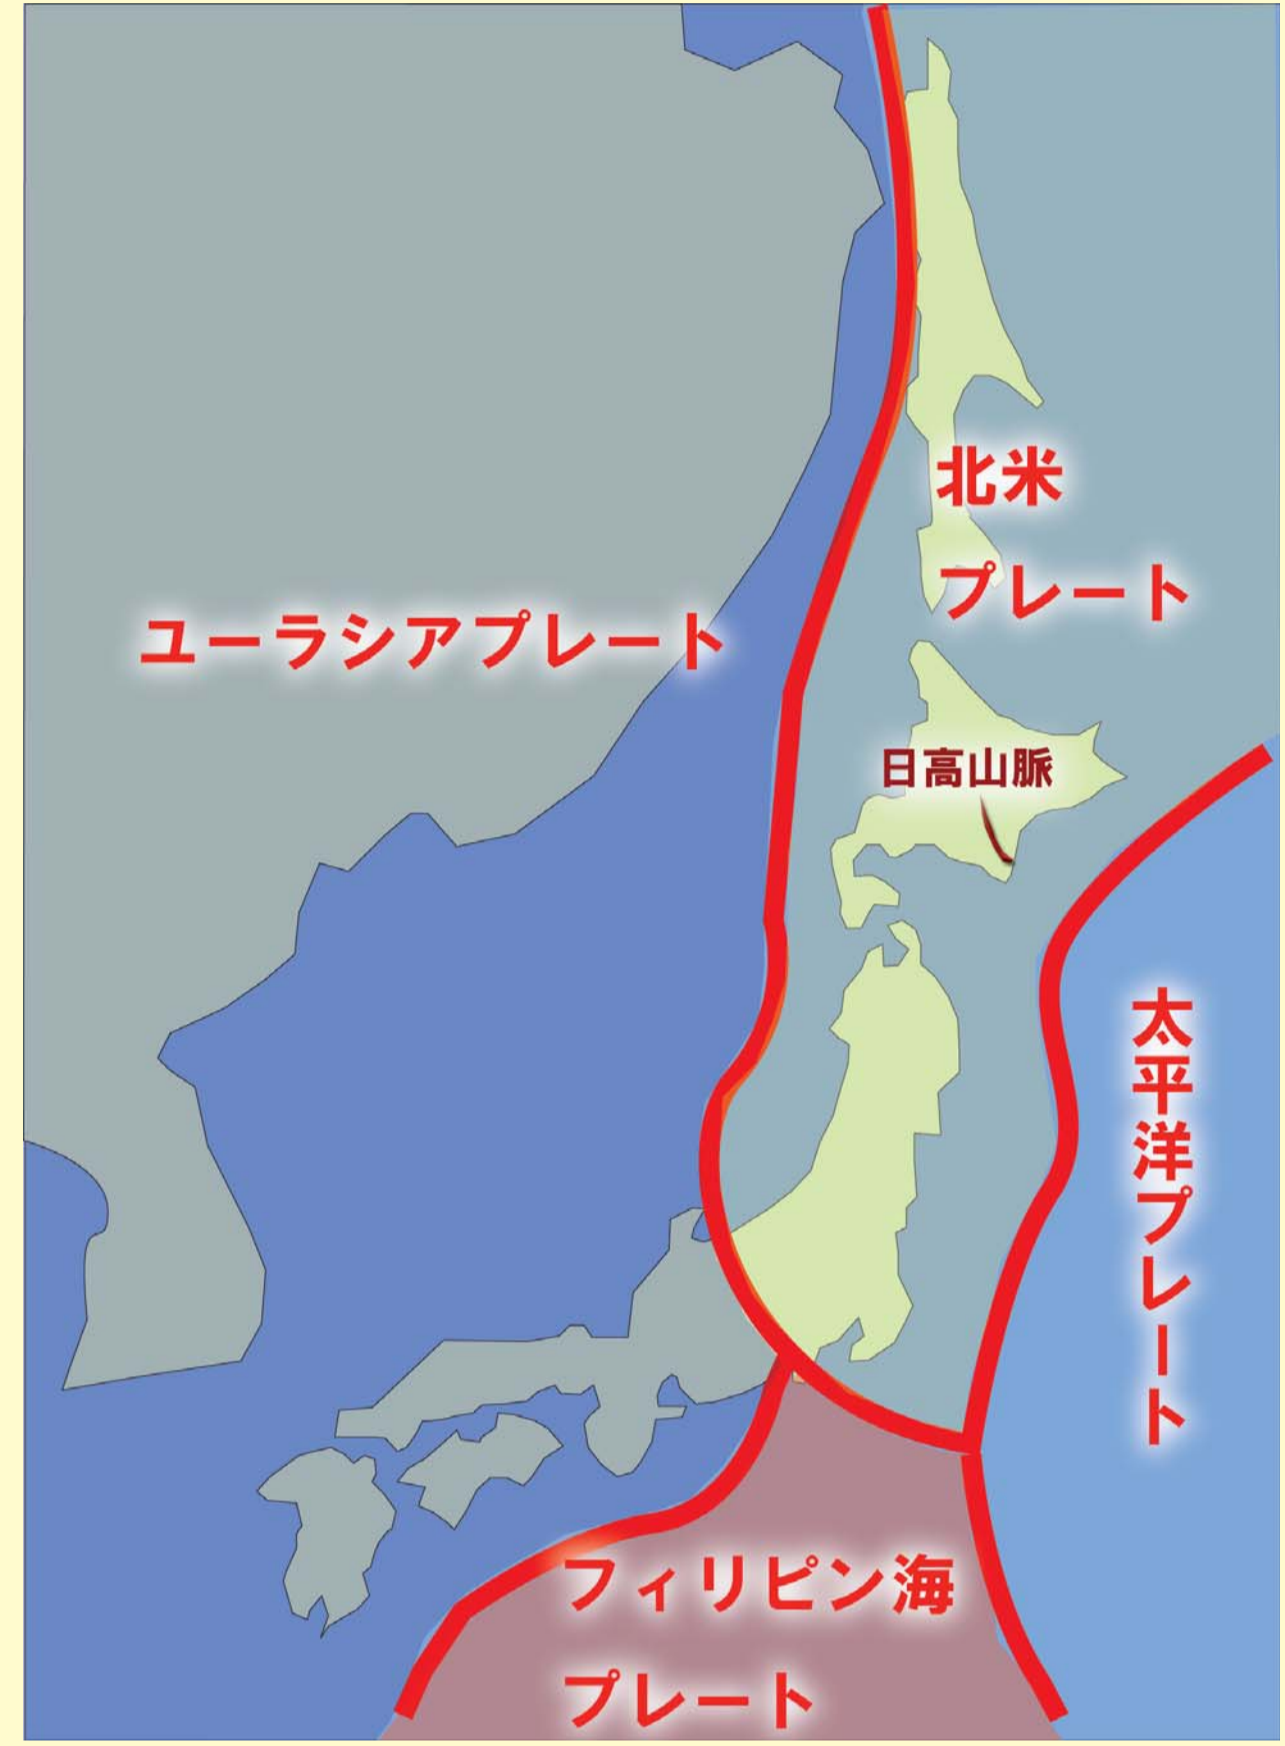 北米
プレート
ユーラシアプレート
日高山脈
太平洋プレート
フィリピン海
プレート